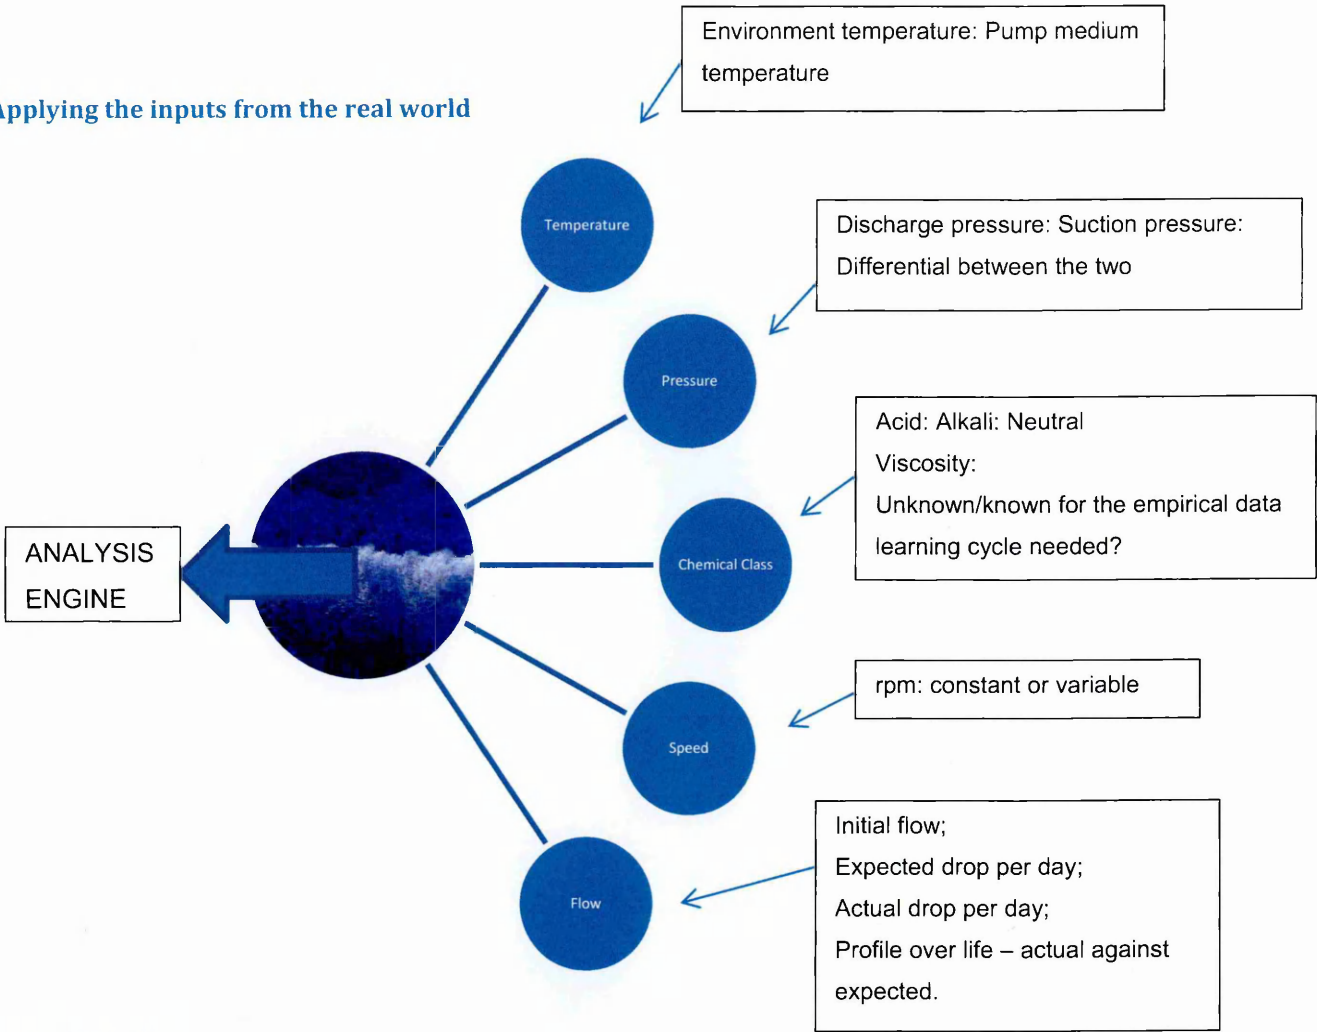 Environment temperature: Pump medium
temperature
Applying the inputs from the real world
Temperature
Discharge pressure: Suction pressure:
Differential between the two
Pressure
Acid: Alkali: Neutral
Viscosity:
Unknown/known for the empirical data
learning cycle needed?
Chemical Class
ANALYSIS
ENGINE
rpm: constant or variable
Speed
Initial flow;
Expected drop per day;
Actual drop per day;
Profile over life – actual against
expected.
Flow